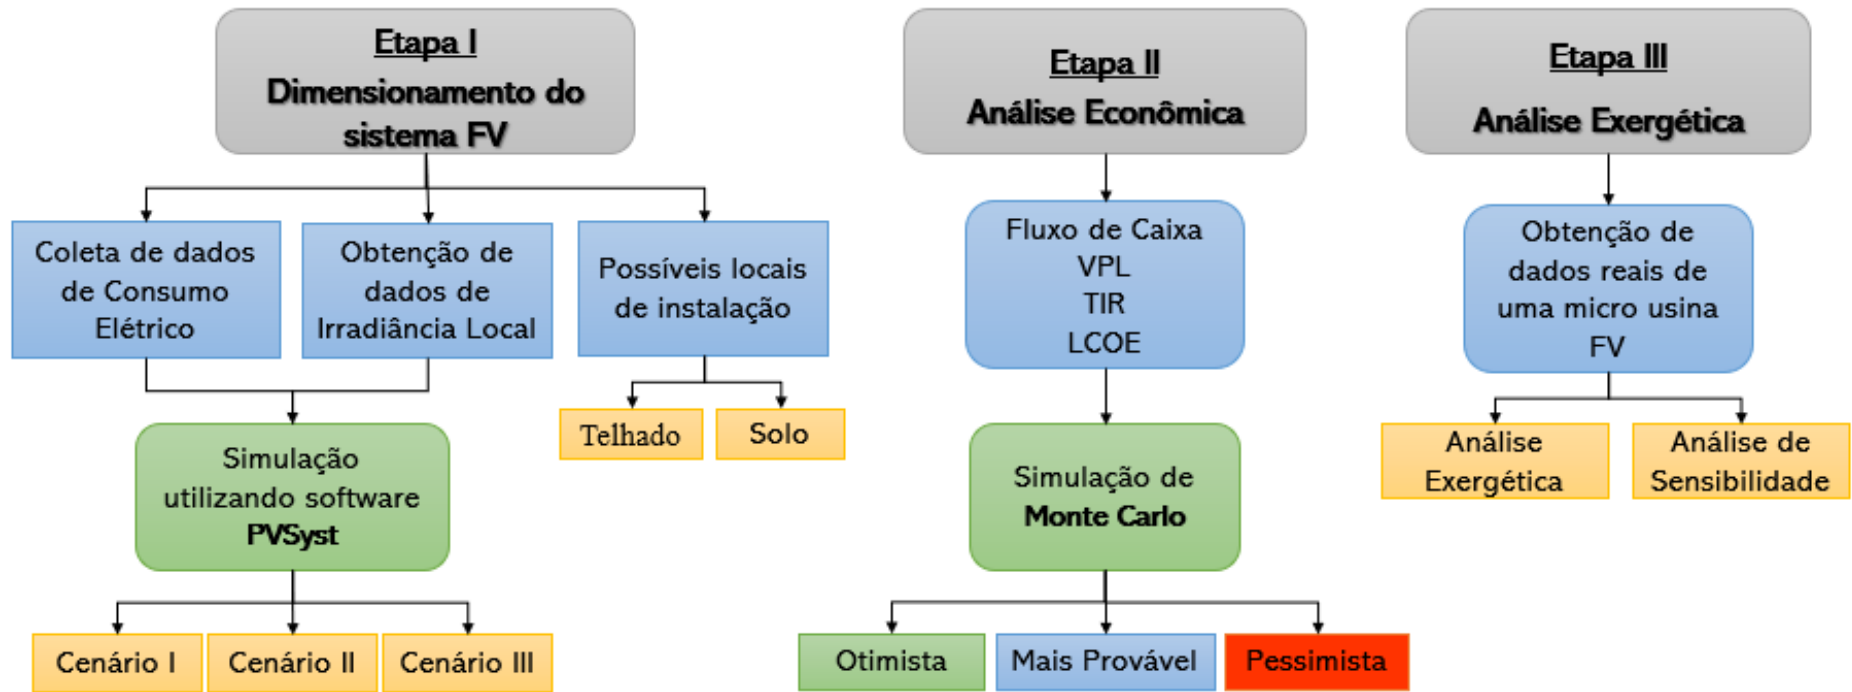 Etapa I
Dimensionamento do
sistema FV
Coleta de dados
de Consumo
Elétrico
Obtenção de
dados de
Irradiância Local
Possíveis locais
de instalação
Telhado
Solo
Simulação
utilizando software
PVSyst
Cenário I
Cenário II
Cenário III
Etapa II
Análise Econômica
Fluxo de Caixa
VPL
TIR
LCOE
Simulação de
Monte Carlo
Otimista
Mais Provável
Pessimista
Etapa III
Análise Exergética
Obtenção de
dados reais de
uma micro usina
FV
Análise
Exergética
Análise de
Sensibilidade